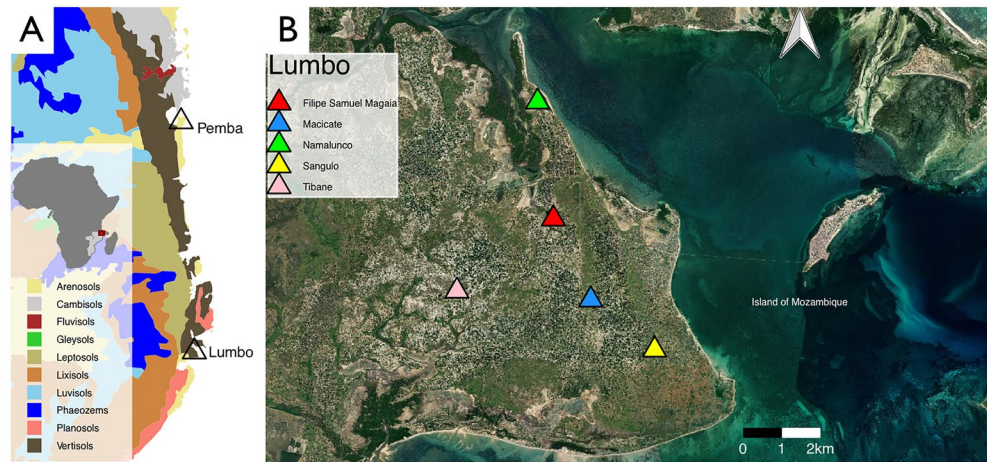 A
Pemba
Arenosols
Cambisols
Fluvisols
Gleysols
Leptosols
Lixisols
Luvisols
Phaeozems
Planosols
Vertisols
Lumbo
B
Lumbo
Filipe Samuel Magaia
Macicate
Namalunco
Sangulo
Tibane
Island of Mozambique
0 1 2km